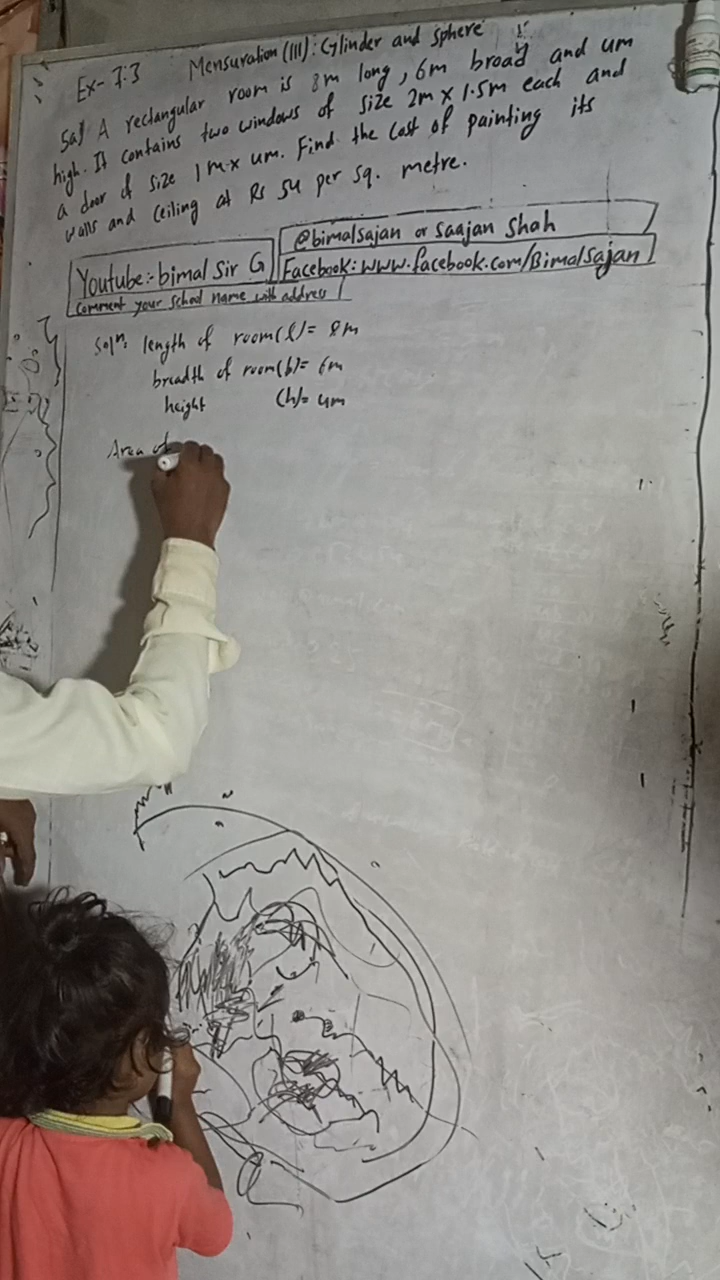 Ex- 7.3 Mensuration (III): Cylinder and sphere
5a) A rectangular room is 8m long, 6m broad and 4m
high. It contains two windows of size 2m x 1.5m each and
a door of size 1m x 4m. Find the cost of painting its
walls and ceiling at Rs 54 per sq. metre.
@bimalsajan or Saajan Shah
Youtube:- bimal Sir G
Facebook: www.facebook.com/Bimalsajan
Comment your school name with address
Soln: length of room(l)= 8m
breadth of room(b)= 6m
height (h)= 4m
Area of